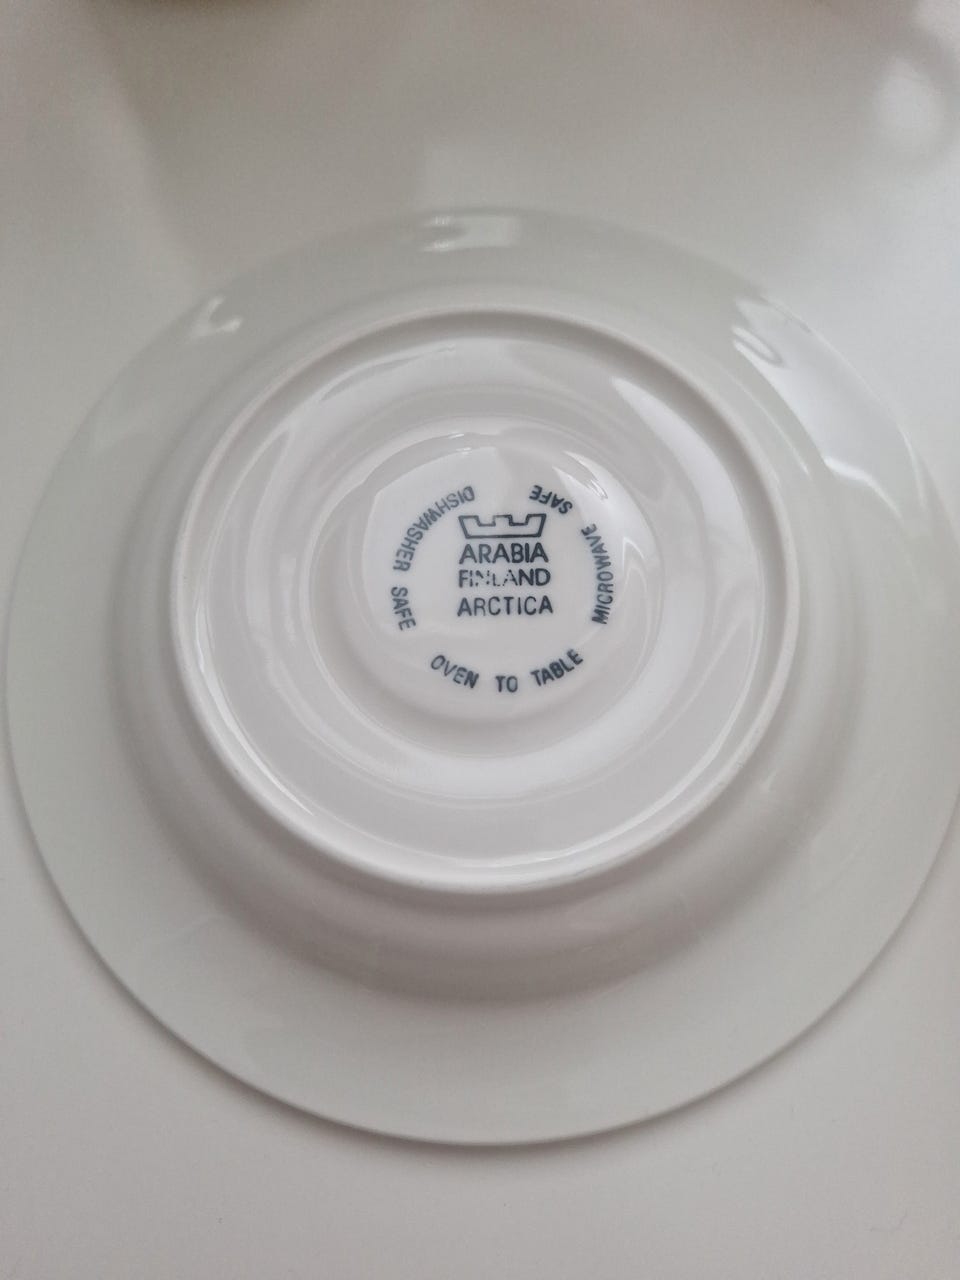 ARABIA
FINLAND
ARCTICA
DISHWASHER SAFE
OVEN TO TABLE
MICROWAVE SAFE